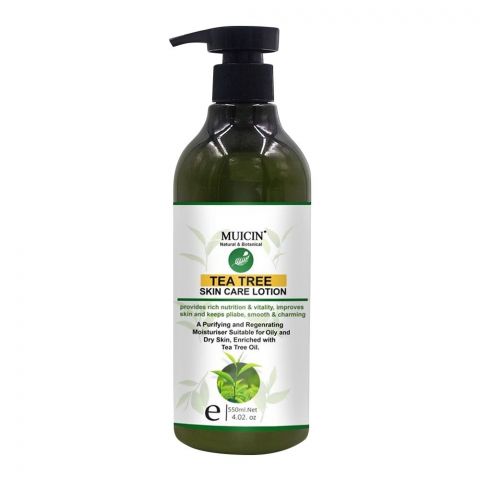 MUICIN®
Natural & Botanical
TEA TREE
SKIN CARE LOTION
provides rich nutrition & vitality, improves
skin and keeps pliabe, smooth & charming
A Purifying and Regenrating
Moisturiser Suitable for Oily and
Dry Skin, Enriched with
Tea Tree Oil.
e 550ml.Net
4.02. oz